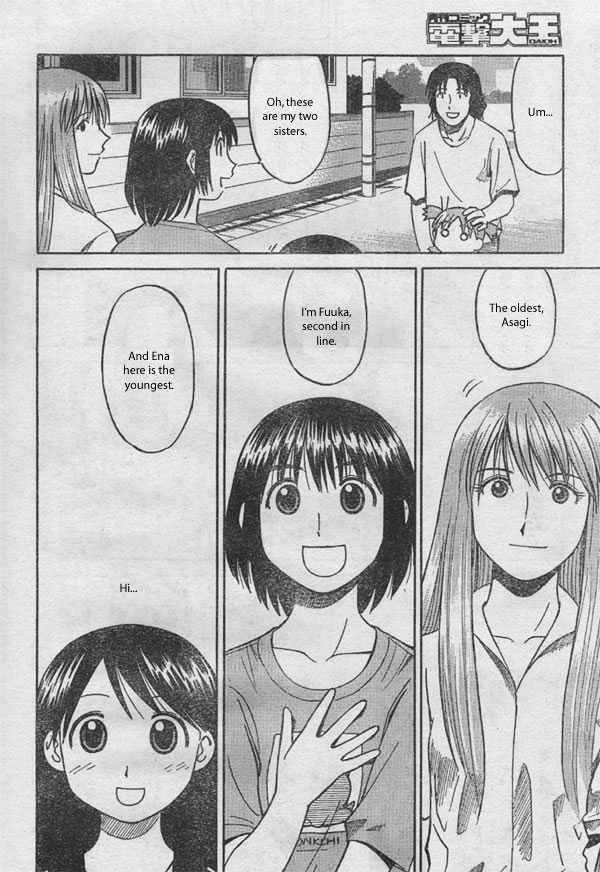 電撃大王
DAIOH
Um...
Oh, these
are my two
sisters.
The oldest,
Asagi.
I'm Fuuka,
second in
line.
And Ena
here is the
youngest.
Hi...